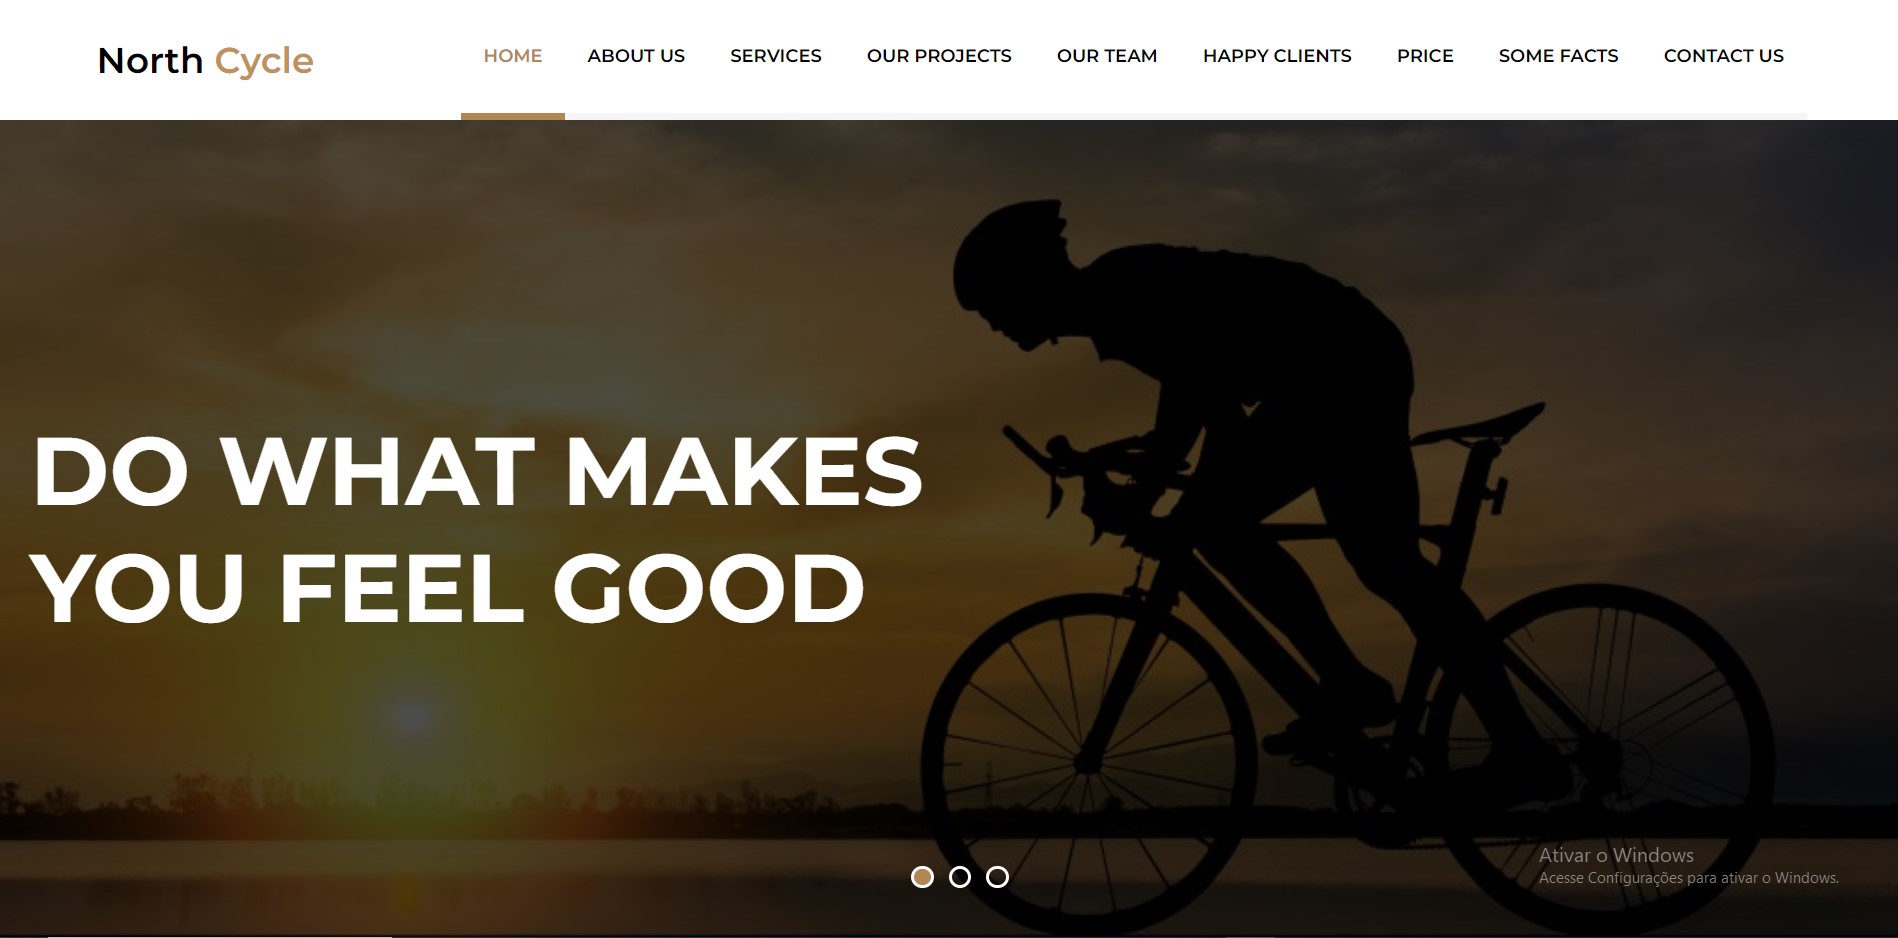 North Cycle
HOME ABOUT US SERVICES OUR PROJECTS OUR TEAM HAPPY CLIENTS PRICE SOME FACTS CONTACT US
DO WHAT MAKES
YOU FEEL GOOD
Ativar o Windows
Acesse Configurações para ativar o Windows.